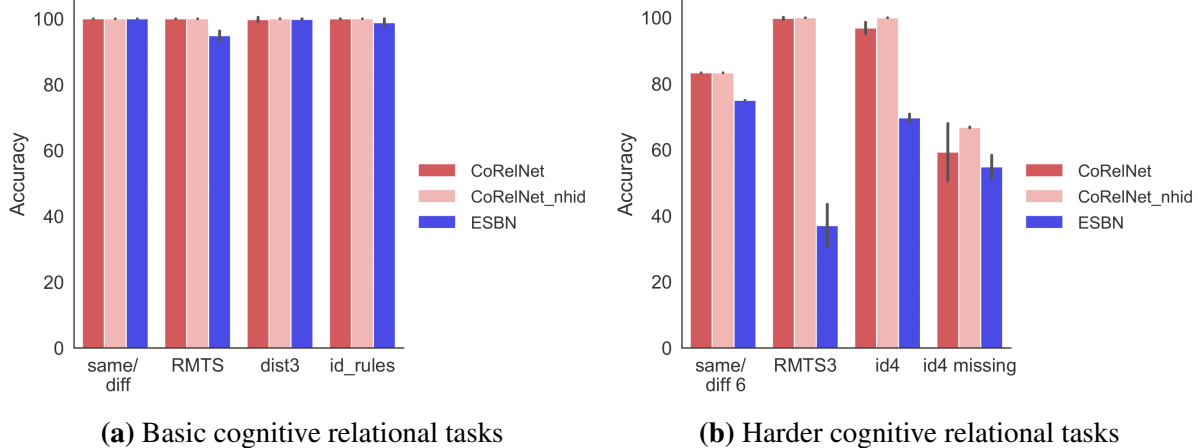 100
80
60
40
20
0
Accuracy
same/
diff
RMTS
dist3
id_rules
CoRelNet
CoRelNet_nhid
ESBN
(a) Basic cognitive relational tasks
100
80
60
40
20
0
Accuracy
same/
diff 6
RMTS3
id4
id4 missing
CoRelNet
CoRelNet_nhid
ESBN
(b) Harder cognitive relational tasks